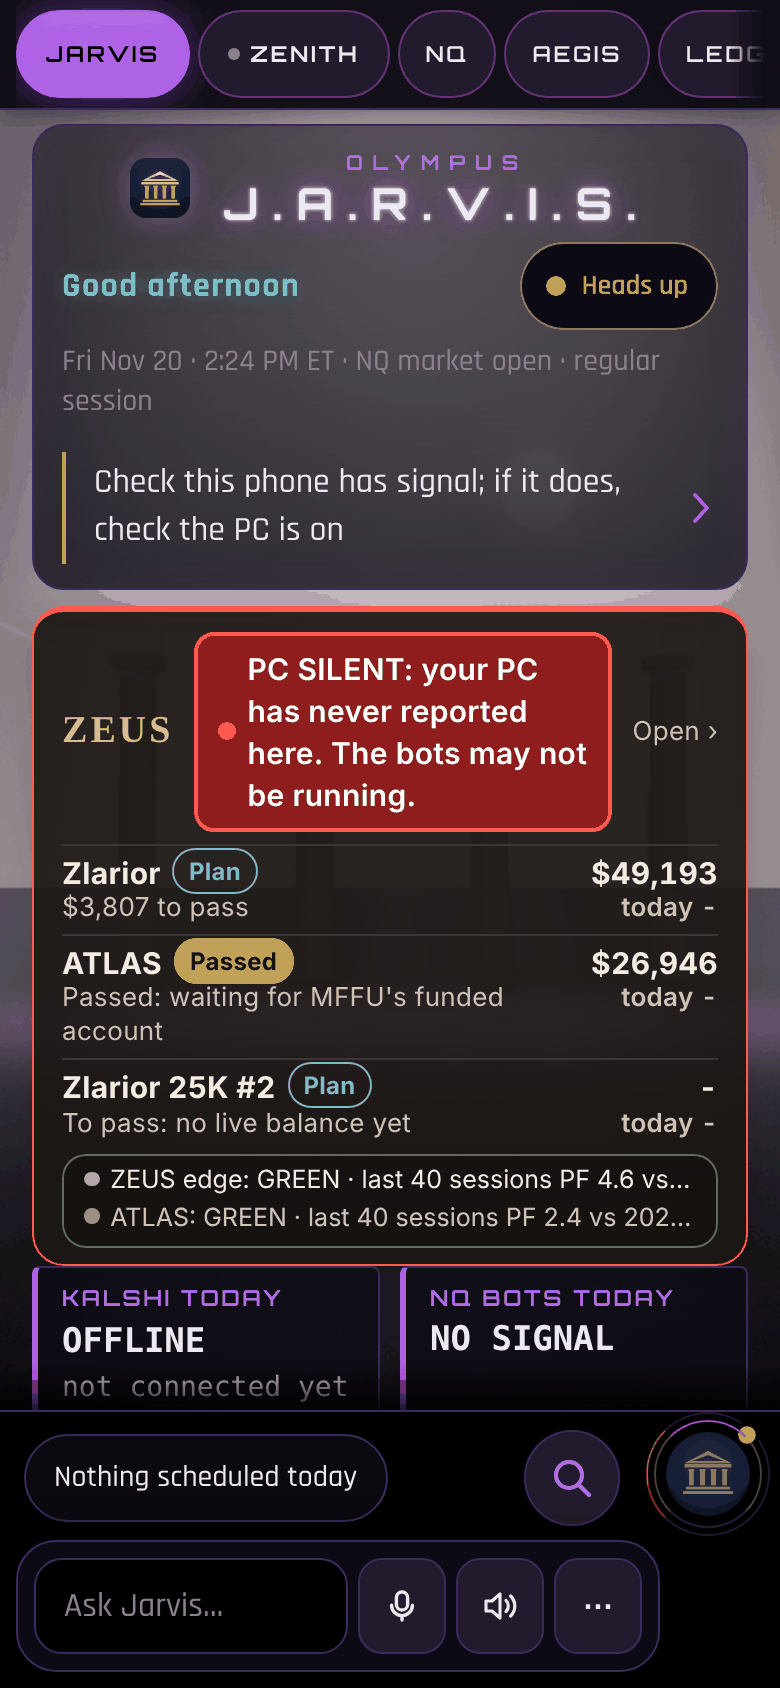 JARVIS
ZENITH
NQ
AEGIS
OLYMPUS
J.A.R.V.I.S.
Good afternoon
Heads up
Fri Nov 20 · 2:24 PM ET · NQ market open · regular
session
Check this phone has signal; if it does,
check the PC is on
ZEUS
PC SILENT: your PC
has never reported
here. The bots may not
be running.
Open ›
Zlarior Plan $49,193
$3,807 to pass today -
ATLAS Passed $26,946
Passed: waiting for MFFU's funded today -
account
Zlarior 25K #2 Plan -
To pass: no live balance yet today -
ZEUS edge: GREEN · last 40 sessions PF 4.6 vs...
ATLAS: GREEN · last 40 sessions PF 2.4 vs 202...
KALSHI TODAY
OFFLINE
not connected yet
NQ BOTS TODAY
NO SIGNAL
Nothing scheduled today
Ask Jarvis...